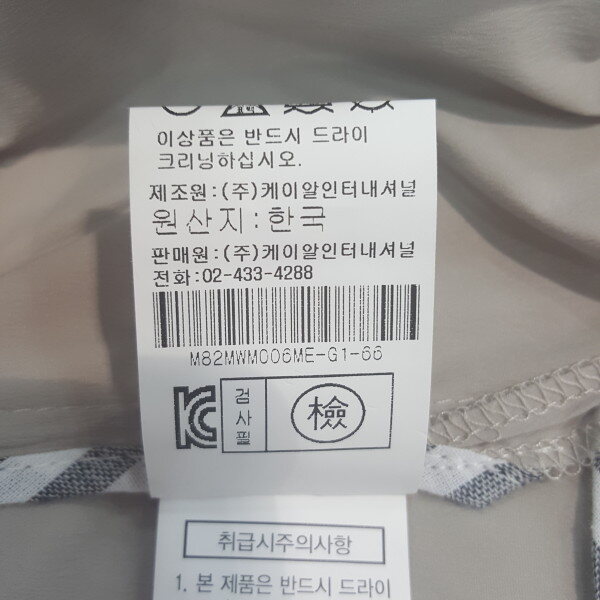 이상품은 반드시 드라이
크리닝하십시오.
제조원:(주)케이알인터내셔널
원산지:한국
판매원:(주)케이알인터내셔널
전화:02-433-4288
M82MWM006ME-G1-66
KC
검사필
檢
취급시주의사항
1. 본 제품은 반드시 드라이